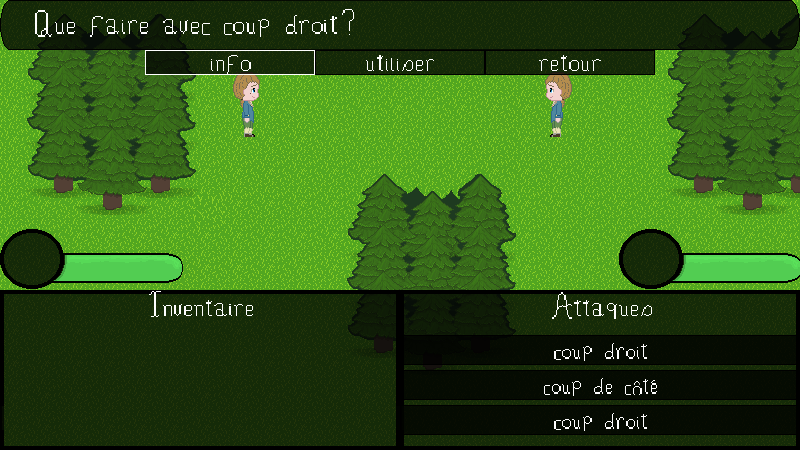 Que faire avec coup droit?
info
utiliser
retour
Inventaire
Attaques
coup droit
coup de côté
coup droit